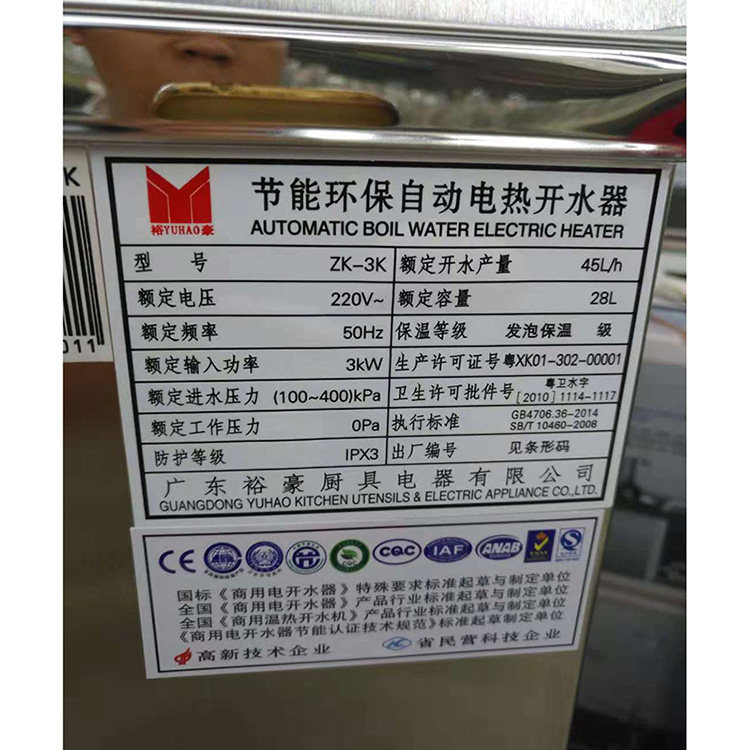 K
011
裕YUHAO豪
节能环保自动电热开水器
AUTOMATIC BOIL WATER ELECTRIC HEATER
型 号 ZK-3K 额定开水产量 45L/h
额定电压 220V~ 额定容量 28L
额定频率 50Hz 保温等级 发泡保温 级
额定输入功率 3kW 生产许可证号 粤XK01-302-00001
额定进水压力 (100~400)kPa 卫生许可批件号 粤卫水字[2010]1114-1117
额定工作压力 0Pa 执行标准 GB4706.36-2014 SB/T 10460-2008
防护等级 IPX3 出厂编号 见条形码
广东裕豪厨具电器有限公司
GUANGDONG YUHAO KITCHEN UTENSILS & ELECTRIC APPLIANCE CO.,LTD.
CE CQC CQC IAF ANAB QS
国标《商用电开水器》特殊要求标准起草与制定单位
全国《商用电开水器》产品行业标准起草与制定单位
全国《商用温热开水机》产品行业标准起草与制定单位
《商用电开水器节能认证技术规范》标准起草与制定单位
高新技术企业 省民营科技企业